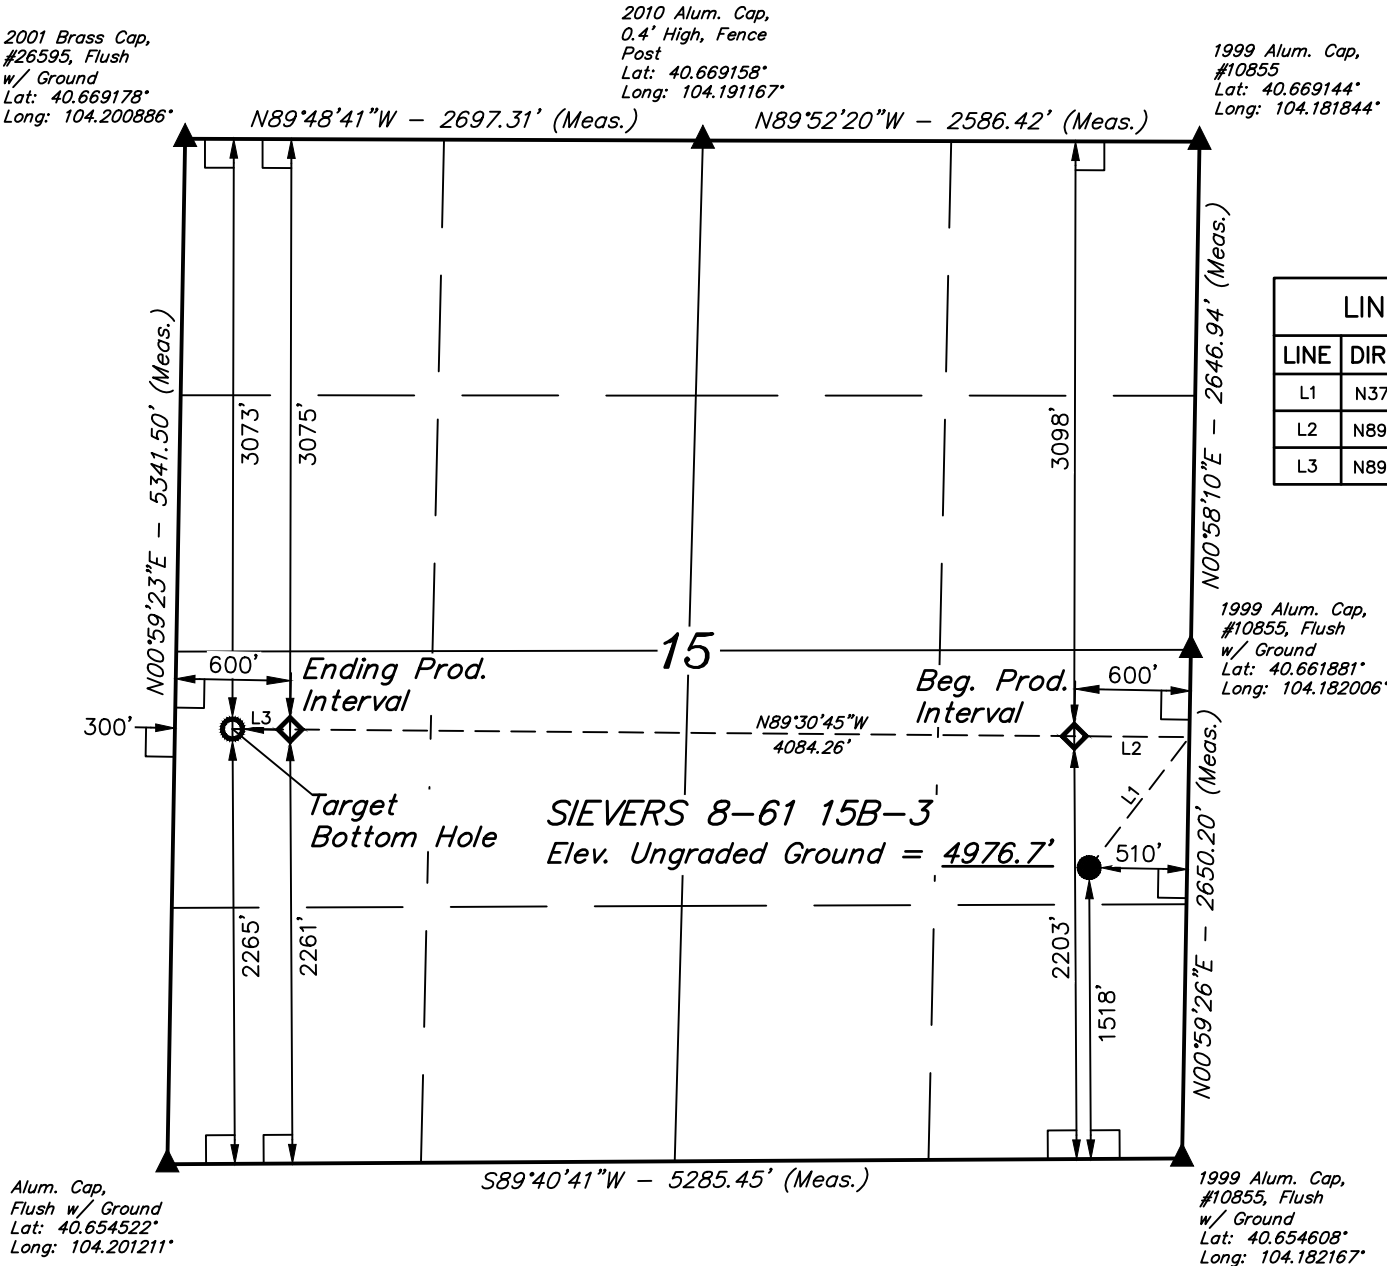 2001 Brass Cap,
#26595, Flush
w/ Ground
Lat: 40.669178°
Long: 104.200886°
2010 Alum. Cap,
0.4' High, Fence
Post
Lat: 40.669158°
Long: 104.191167°
1999 Alum. Cap,
#10855
Lat: 40.669144°
Long: 104.181844°
N89°48'41"W - 2697.31' (Meas.)
N89°52'20"W - 2586.42' (Meas.)
N00°59'23"E - 5341.50' (Meas.)
3073'
3075'
3098'
N00°58'10"E - 2646.94' (Meas.)
LIN
LINE DIR
L1 N37
L2 N89
L3 N89
1999 Alum. Cap,
#10855, Flush
w/ Ground
Lat: 40.661881°
Long: 104.182006°
15
600'
Ending Prod.
Interval
Beg. Prod.
Interval
600'
300'
L3
N89°30'45"W
4084.26'
L2
L1
Target
Bottom Hole
SIEVERS 8-61 15B-3
Elev. Ungraded Ground = 4976.7'
510'
2265'
2261'
2203'
1518'
N00°59'26"E - 2650.20' (Meas.)
S89°40'41"W - 5285.45' (Meas.)
Alum. Cap,
Flush w/ Ground
Lat: 40.654522°
Long: 104.201211°
1999 Alum. Cap,
#10855, Flush
w/ Ground
Lat: 40.654608°
Long: 104.182167°